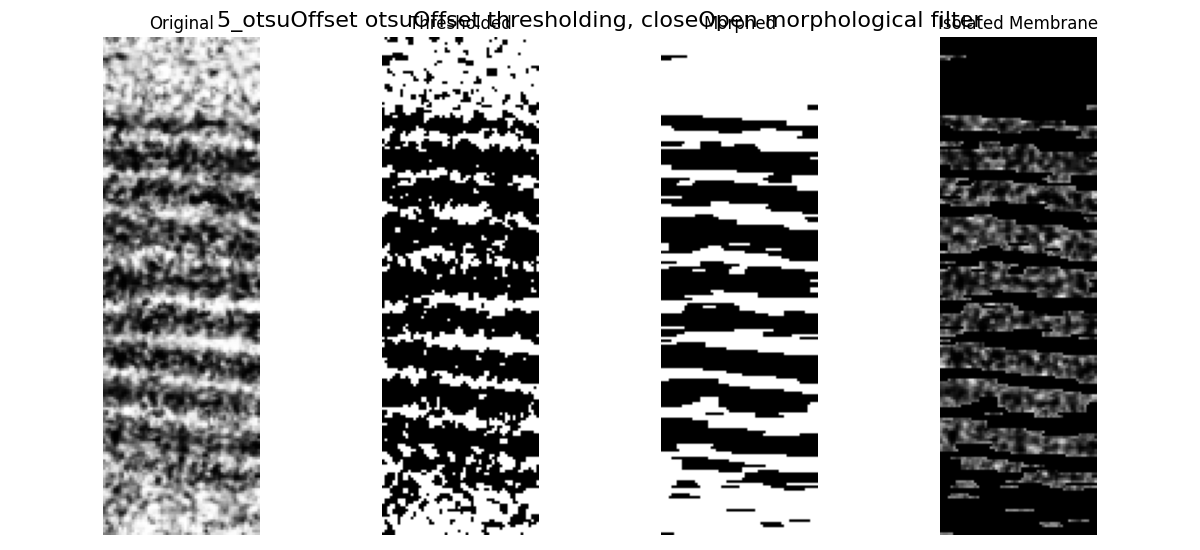 5_otsuOffset otsuOffset thresholding, closeOpen morphological filter
Original
Thresholded
Morphed
Isolated Membrane